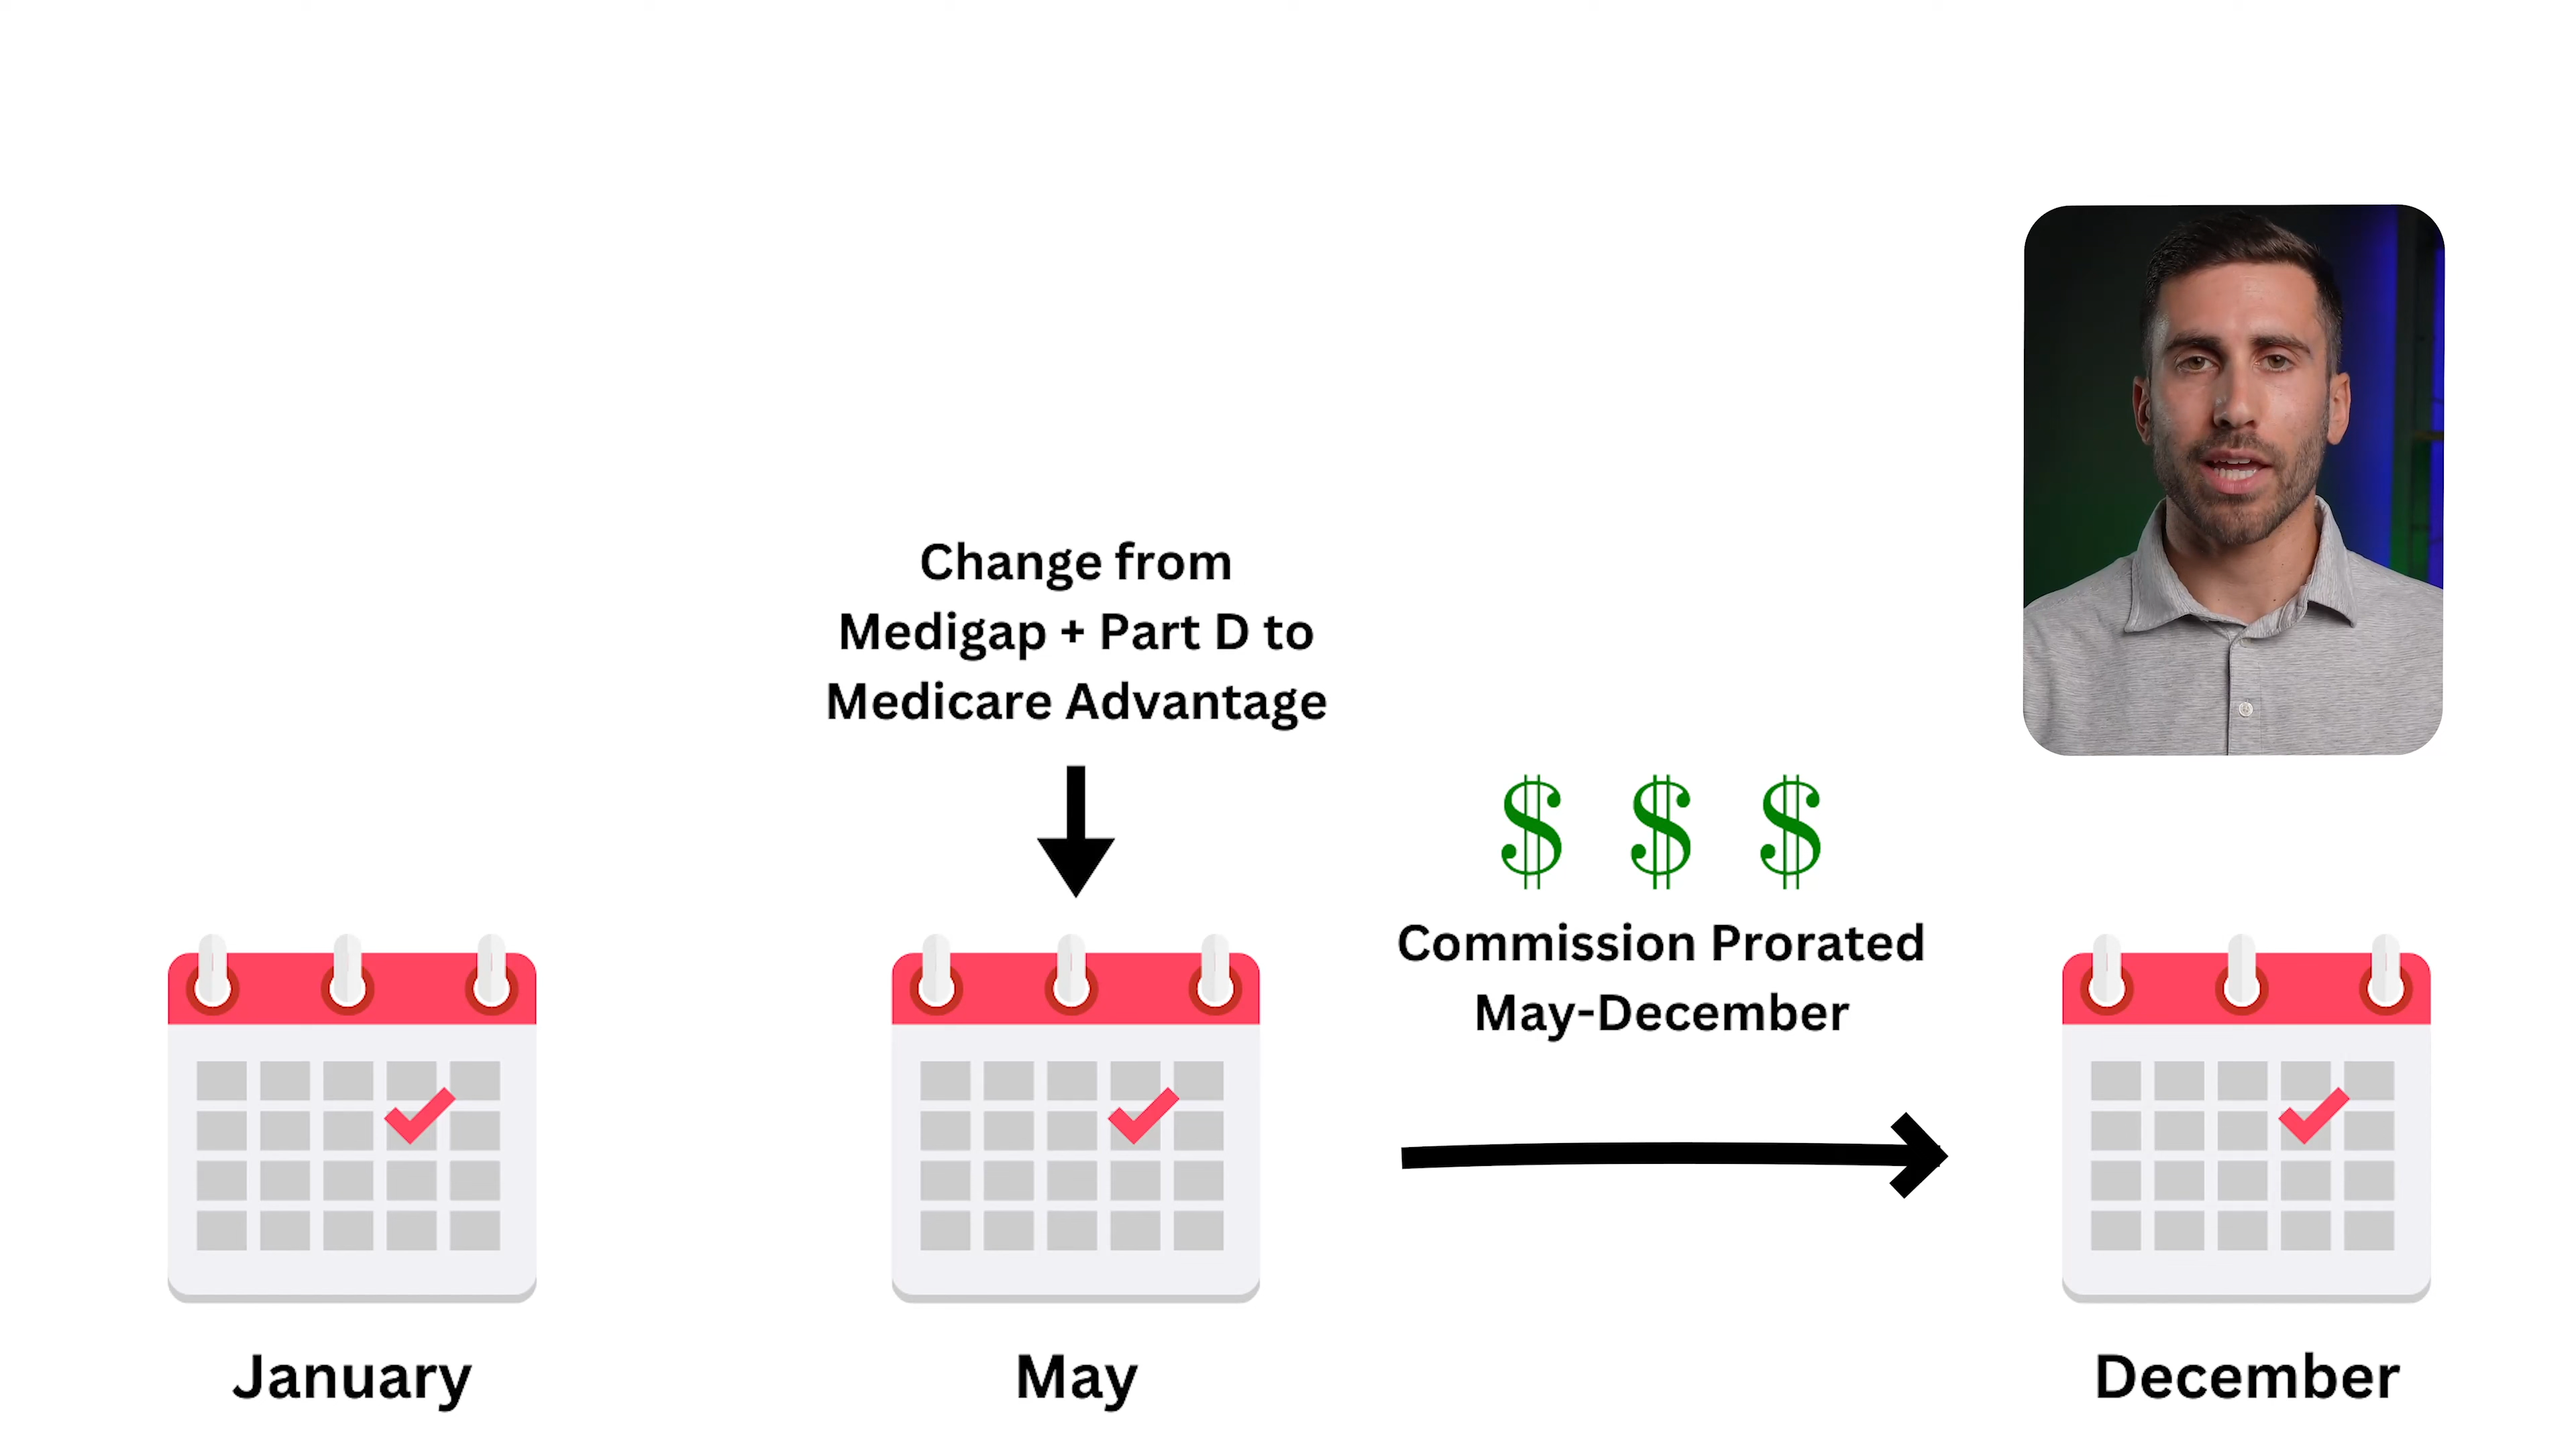 Change from
Medigap + Part D to
Medicare Advantage
$ $ $
Commission Prorated
May-December
January
May
December